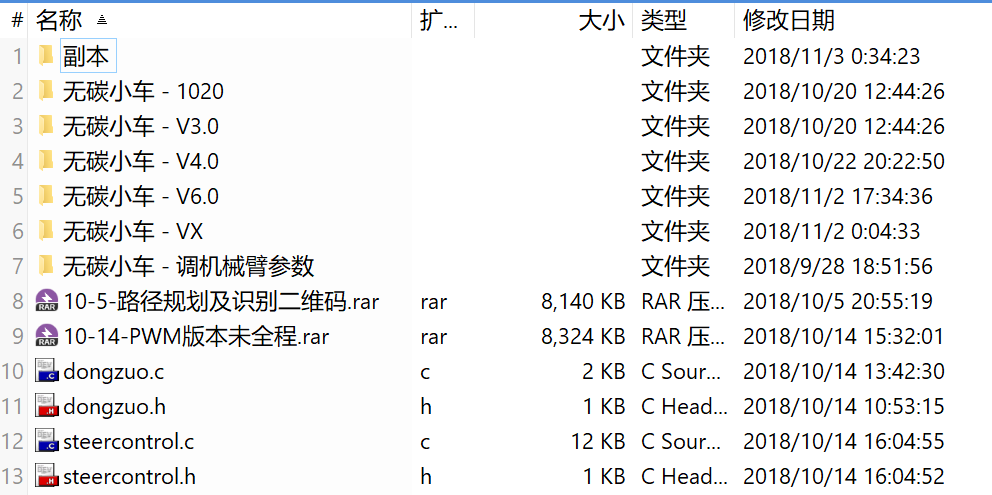 # 名称 扩... 大小 类型 修改日期
1 副本 文件夹 2018/11/3 0:34:23
2 无碳小车 - 1020 文件夹 2018/10/20 12:44:26
3 无碳小车 - V3.0 文件夹 2018/10/20 12:44:26
4 无碳小车 - V4.0 文件夹 2018/10/22 20:22:50
5 无碳小车 - V6.0 文件夹 2018/11/2 17:34:36
6 无碳小车 - VX 文件夹 2018/11/2 0:04:33
7 无碳小车 - 调机械臂参数 文件夹 2018/9/28 18:51:56
8 RAR 10-5-路径规划及识别二维码.rar rar 8,140 KB RAR 压... 2018/10/5 20:55:19
9 RAR 10-14-PWM版本未全程.rar rar 8,324 KB RAR 压... 2018/10/14 15:32:01
10 .C dongzuo.c c 2 KB C Sour... 2018/10/14 13:42:30
11 .H dongzuo.h h 1 KB C Head... 2018/10/14 10:53:15
12 .C steercontrol.c c 12 KB C Sour... 2018/10/14 16:04:55
13 .H steercontrol.h h 1 KB C Head... 2018/10/14 16:04:52